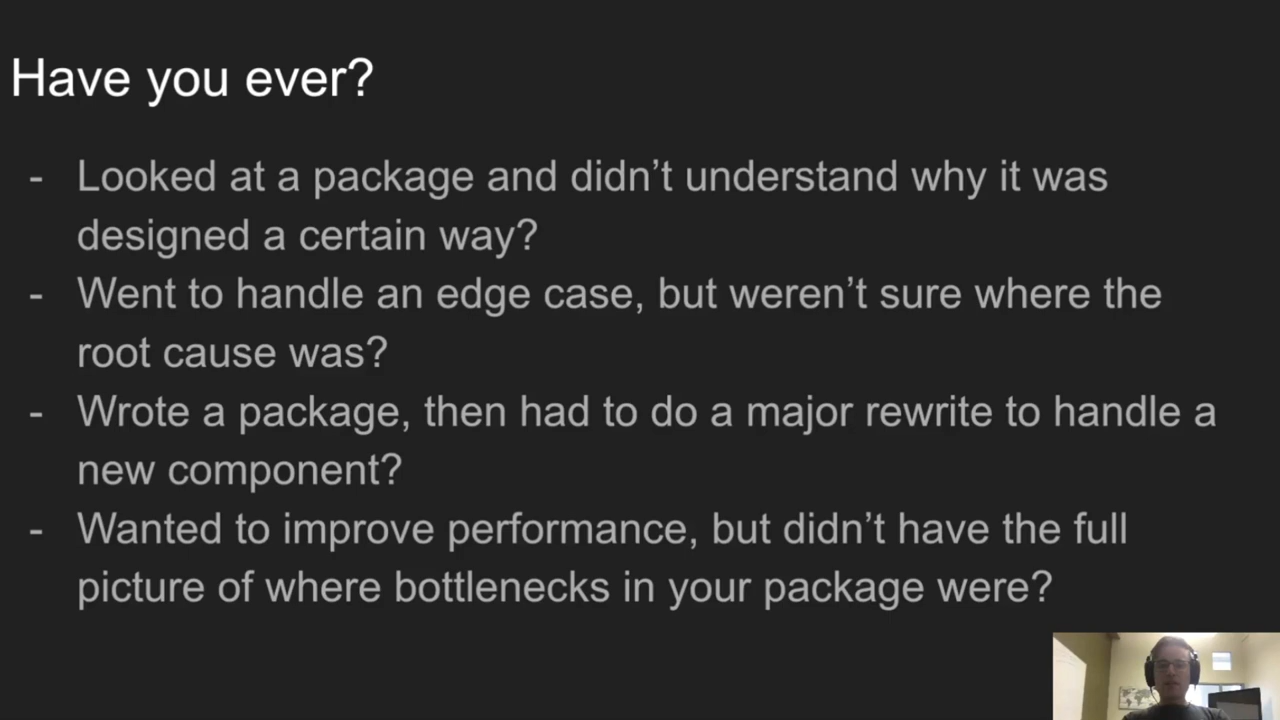 Have you ever?
- Looked at a package and didn’t understand why it was
designed a certain way?
- Went to handle an edge case, but weren’t sure where the
root cause was?
- Wrote a package, then had to do a major rewrite to handle a
new component?
- Wanted to improve performance, but didn’t have the full
picture of where bottlenecks in your package were?